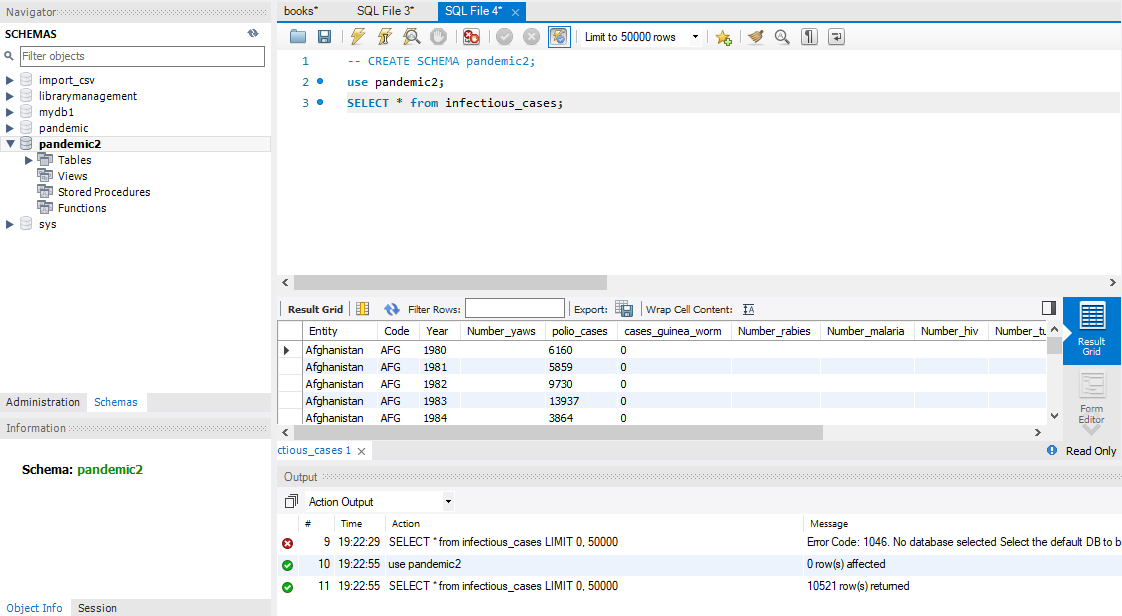 Navigator
SCHEMAS
Filter objects
import_csv
librarymanagement
mydb1
pandemic
pandemic2
Tables
Views
Stored Procedures
Functions
sys
Administration Schemas
Information
Schema: pandemic2
Object Info Session
books* SQL File 3* SQL File 4*
Limit to 50000 rows
1 -- CREATE SCHEMA pandemic2;
2 use pandemic2;
3 SELECT * from infectious_cases;
Result Grid Filter Rows: Export: Wrap Cell Content:
Entity Code Year Number_yaws polio_cases cases_guinea_worm Number_rabies Number_malaria Number_hiv Number_tu
Afghanistan AFG 1980 6160 0
Afghanistan AFG 1981 5859 0
Afghanistan AFG 1982 9730 0
Afghanistan AFG 1983 13937 0
Afghanistan AFG 1984 3864 0
Result
Grid
Form
Editor
ctious_cases 1
Read Only
Output
Action Output
# Time Action Message
9 19:22:29 SELECT * from infectious_cases LIMIT 0, 50000 Error Code: 1046. No database selected Select the default DB to b
10 19:22:55 use pandemic2 0 row(s) affected
11 19:22:55 SELECT * from infectious_cases LIMIT 0, 50000 10521 row(s) returned